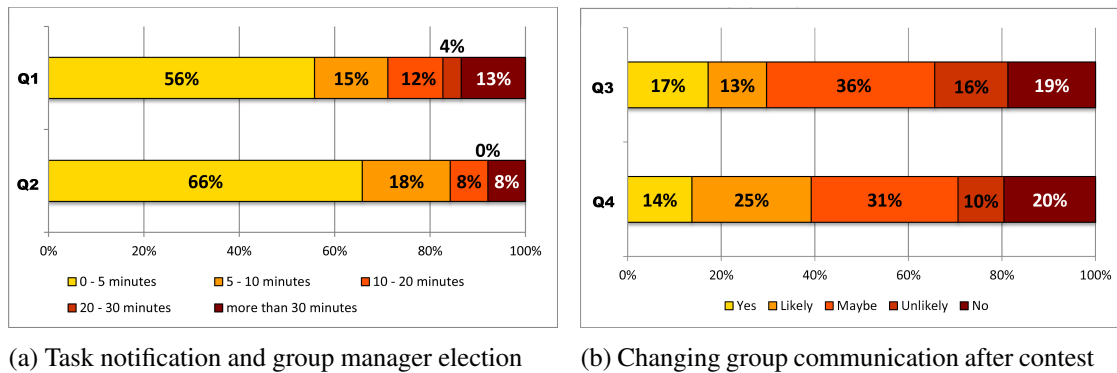 4%
Q1
56%
15%
12%
13%
0%
Q2
66%
18%
8%
8%
0%
20%
40%
60%
80%
100%
0 - 5 minutes
5 - 10 minutes
10 - 20 minutes
20 - 30 minutes
more than 30 minutes
(a) Task notification and group manager election
Q3
17%
13%
36%
16%
19%
Q4
14%
25%
31%
10%
20%
0%
20%
40%
60%
80%
100%
Yes
Likely
Maybe
Unlikely
No
(b) Changing group communication after contest